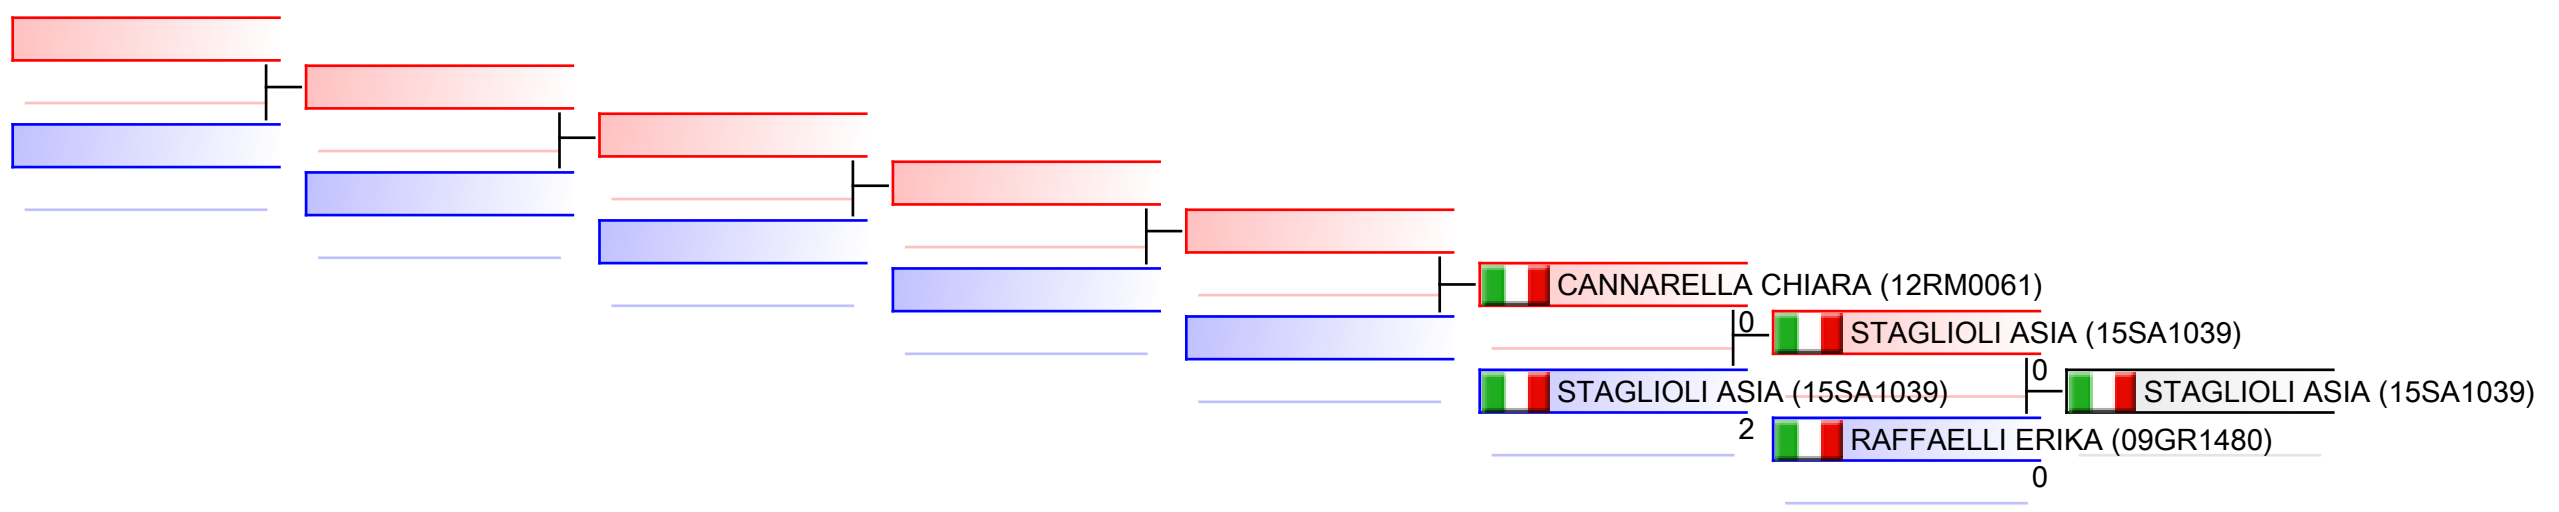 CANNARELLA CHIARA (12RM0061)
0
STAGLIOLI ASIA (15SA1039)
0
STAGLIOLI ASIA (15SA1039)
STAGLIOLI ASIA (15SA1039)
2
RAFFAELLI ERIKA (09GR1480)
0